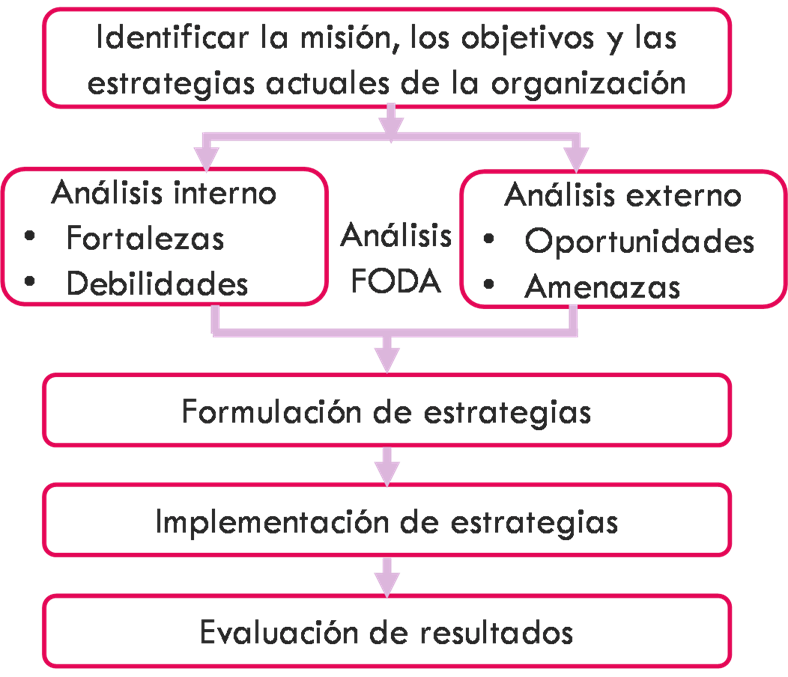 Identificar la misión, los objetivos y las
estrategias actuales de la organización
Análisis interno
• Fortalezas
• Debilidades
Análisis
FODA
Análisis externo
• Oportunidades
• Amenazas
Formulación de estrategias
Implementación de estrategias
Evaluación de resultados